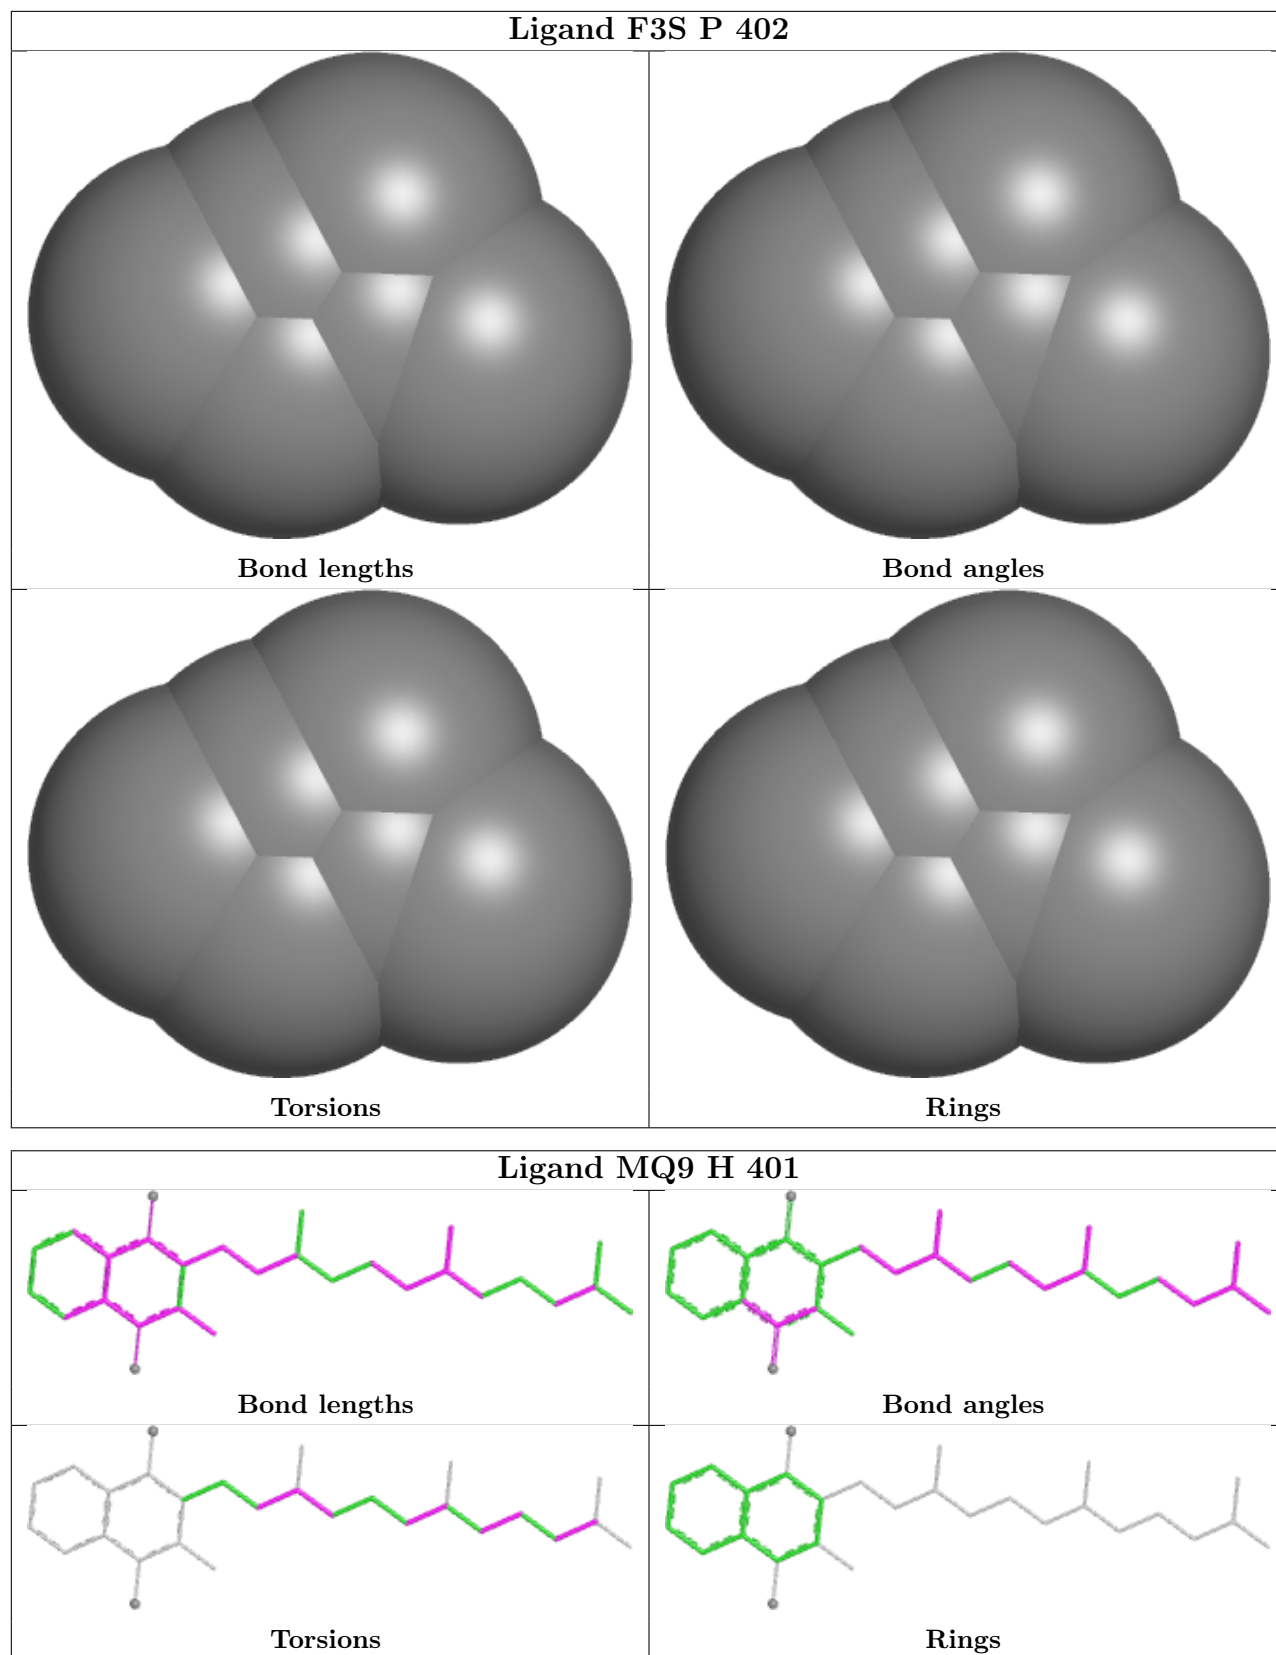 Ligand F3S P 402
Bond lengths
Bond angles
Torsions
Rings
Ligand MQ9 H 401
Bond lengths
Bond angles
Torsions
Rings